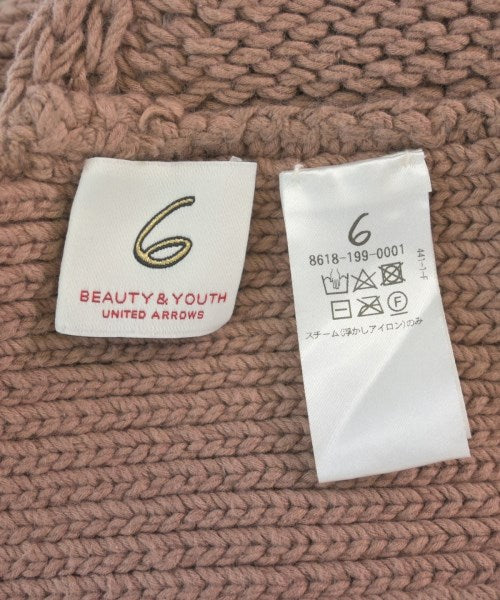 6
BEAUTY & YOUTH
UNITED ARROWS
6
8618-199-0001
F
スチーム(浮かしアイロン)のみ